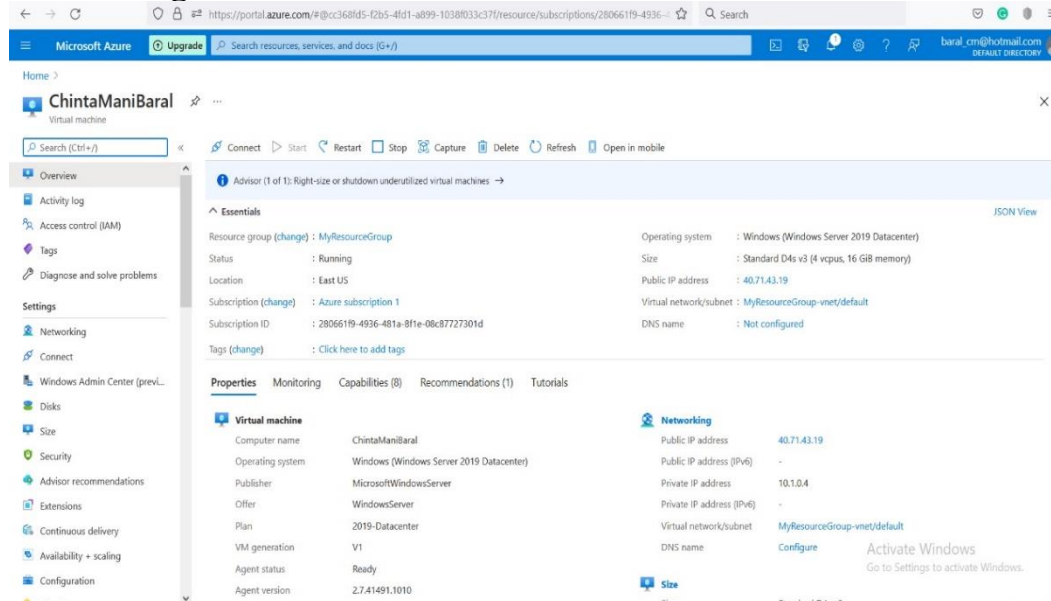 https://portal.azure.com/#@cc368fd5-f2b5-4fd1-a899-1038f033c37f/resource/subscriptions/280661f9-4936-
Search
Microsoft Azure
Upgrade
Search resources, services, and docs (G+/)
baral_cm@hotmail.com
DEFAULT DIRECTORY
Home >
ChintaManiBaral
Virtual machine
Search (Ctrl+/)
Connect Start Restart Stop Capture Delete Refresh Open in mobile
Overview
Activity log
Access control (IAM)
Tags
Diagnose and solve problems
Settings
Networking
Connect
Windows Admin Center (previ...
Disks
Size
Security
Advisor recommendations
Extensions
Continuous delivery
Availability + scaling
Configuration
Advisor (1 of 1): Right-size or shutdown underutilized virtual machines →
Essentials
JSON View
Resource group (change) : MyResourceGroup
Status : Running
Location : East US
Subscription (change) : Azure subscription 1
Subscription ID : 280661f9-4936-481a-8f1e-08c87727301d
Tags (change) : Click here to add tags
Operating system : Windows (Windows Server 2019 Datacenter)
Size : Standard D4s v3 (4 vcpus, 16 GiB memory)
Public IP address : 40.71.43.19
Virtual network/subnet : MyResourceGroup-vnet/default
DNS name : Not configured
Properties Monitoring Capabilities (8) Recommendations (1) Tutorials
Virtual machine
Computer name ChintaManiBaral
Operating system Windows (Windows Server 2019 Datacenter)
Publisher MicrosoftWindowsServer
Offer WindowsServer
Plan 2019-Datacenter
VM generation V1
Agent status Ready
Agent version 2.7.41491.1010
Networking
Public IP address 40.71.43.19
Public IP address (IPv6) -
Private IP address 10.1.0.4
Private IP address (IPv6) -
Virtual network/subnet MyResourceGroup-vnet/default
DNS name Configure
Size
Activate Windows
Go to Settings to activate Windows.